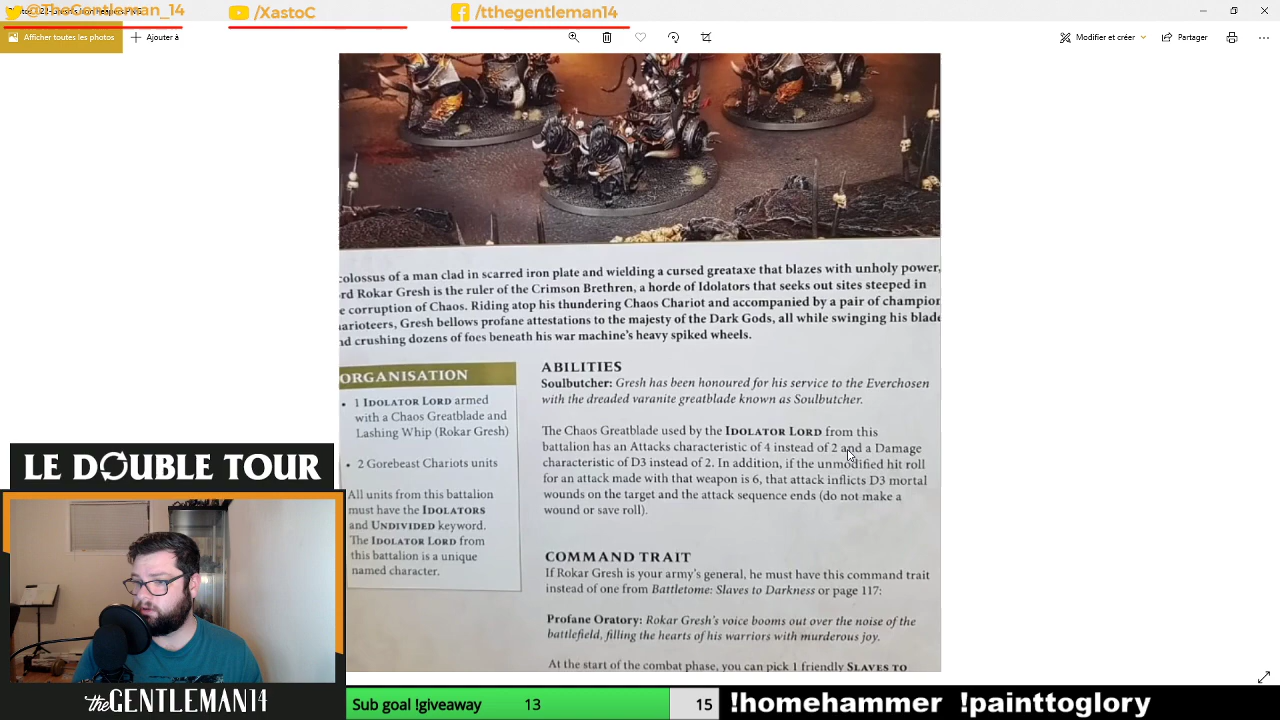 @TheGentleman_14
/XastoC
/tthegentleman14
Afficher toutes les photos
Ajouter à
Modifier et créer
Partager
colossus of a man clad in scarred iron plate and wielding a cursed greataxe that blazes with unholy power,
rd Rokar Gresh is the ruler of the Crimson Brethren, a horde of Idolators that seeks out sites steeped in
e corruption of Chaos. Riding atop his thundering Chaos Chariot and accompanied by a pair of champion
arioteers, Gresh bellows profane attestations to the majesty of the Dark Gods, all while swinging his blade
nd crushing dozens of foes beneath his war machine's heavy spiked wheels.
ORGANISATION
• 1 IDOLATOR LORD armed
with a Chaos Greatblade and
Lashing Whip (Rokar Gresh)
• 2 Gorebeast Chariots units
All units from this battalion
must have the IDOLATORS
and UNDIVIDED keyword.
The IDOLATOR LORD from
this battalion is a unique
named character.
ABILITIES
Soulbutcher: Gresh has been honoured for his service to the Everchosen
with the dreaded varanite greatblade known as Soulbutcher.
The Chaos Greatblade used by the IDOLATOR LORD from this
battalion has an Attacks characteristic of 4 instead of 2 and a Damage
characteristic of D3 instead of 2. In addition, if the unmodified hit roll
for an attack made with that weapon is 6, that attack inflicts D3 mortal
wounds on the target and the attack sequence ends (do not make a
wound or save roll).
COMMAND TRAIT
If Rokar Gresh is your army's general, he must have this command trait
instead of one from Battletome: Slaves to Darkness or page 117:
Profane Oratory: Rokar Gresh's voice booms out over the noise of the
battlefield, filling the hearts of his warriors with murderous joy.
At the start of the combat phase, you can pick 1 friendly SLAVES TO
LE DOUBLE TOUR
theGENTLEMAN14
Sub goal !giveaway 13 15
!homehammer !painttoglory